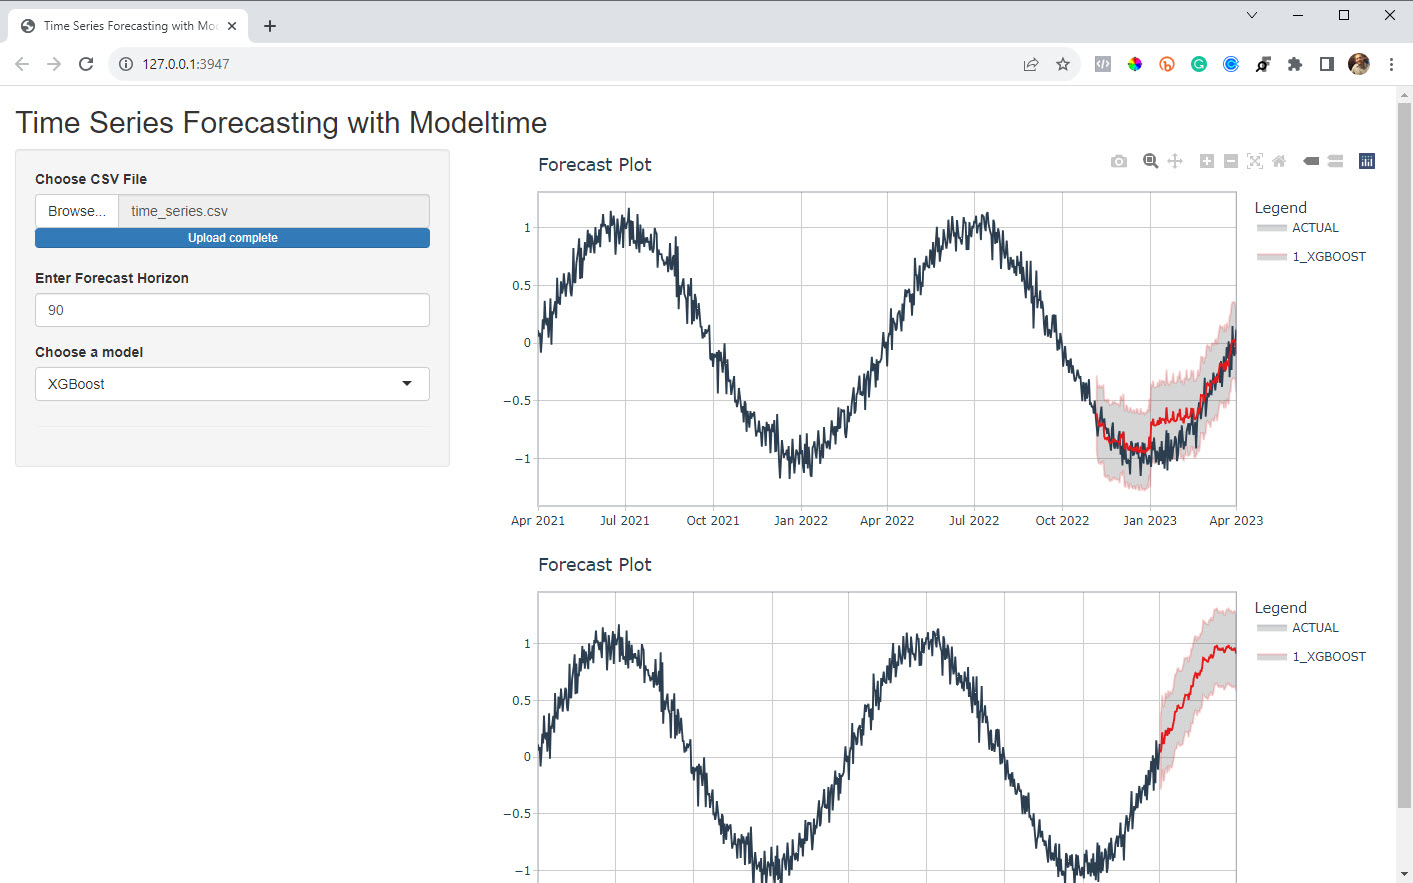 Time Series Forecasting with Mod
127.0.0.1:3947
Time Series Forecasting with Modeltime
Choose CSV File
Browse... time_series.csv
Upload complete
Enter Forecast Horizon
90
Choose a model
XGBoost
Forecast Plot
1
0.5
0
−0.5
−1
Apr 2021 Jul 2021 Oct 2021 Jan 2022 Apr 2022 Jul 2022 Oct 2022 Jan 2023 Apr 2023
Legend
ACTUAL
1_XGBOOST
Forecast Plot
1
0.5
0
−0.5
−1
Legend
ACTUAL
1_XGBOOST